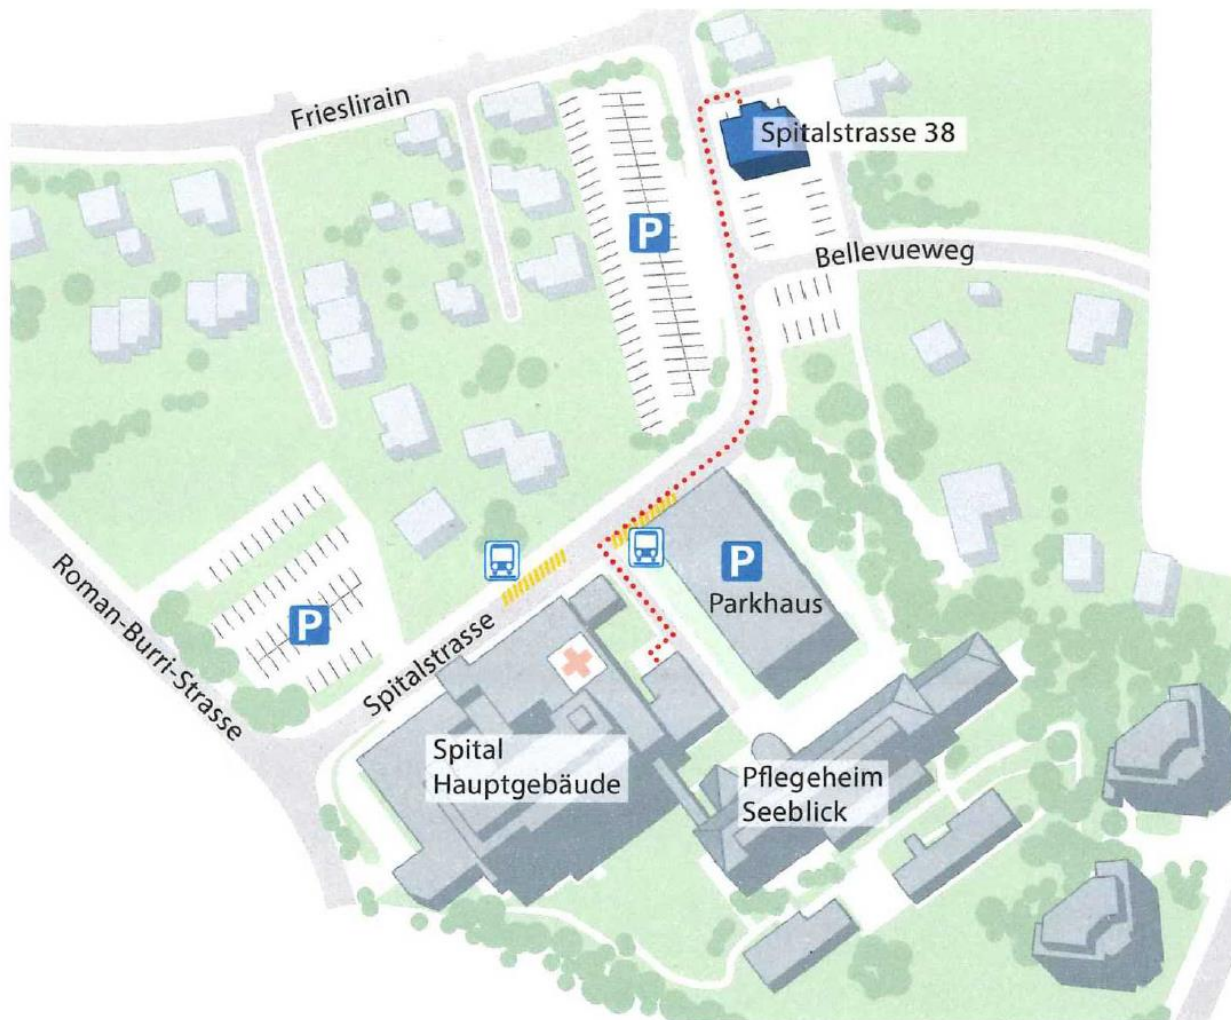 Frieslirain
Spitalstrasse 38
P
Bellevueweg
P
Parkhaus
P
Roman-Burri-Strasse
Spitalstrasse
Spital
Hauptgebäude
Pflegeheim
Seeblick